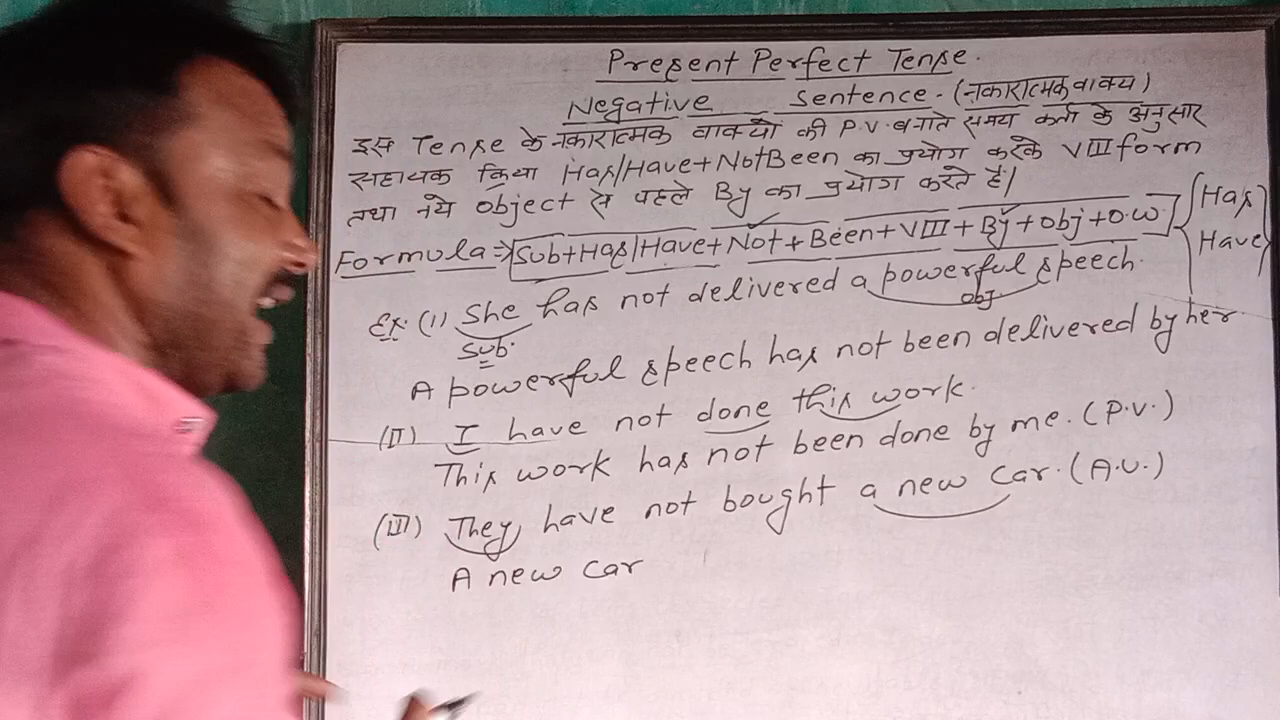 Present Perfect Tense.
Negative Sentence. (नकारात्मक वाक्य)
इस Tense के नकारात्मक वाक्यों की P.V. बनाते समय कर्ता के अनुसार
सहायक क्रिया Has/Have+Not Been का प्रयोग करके VIII form
तथा नये object से पहले By का प्रयोग करते हैं।
Formula ⇒ Sub+Has/Have+Not+Been+VIII+By+Obj+O.W. {Has
Have}
Ex: (I) She has not delivered a powerful speech.
Sub. obj
A powerful speech has not been delivered by her.
(II) I have not done this work.
This work has not been done by me. (P.V.)
(III) They have not bought a new car. (A.V.)
A new car